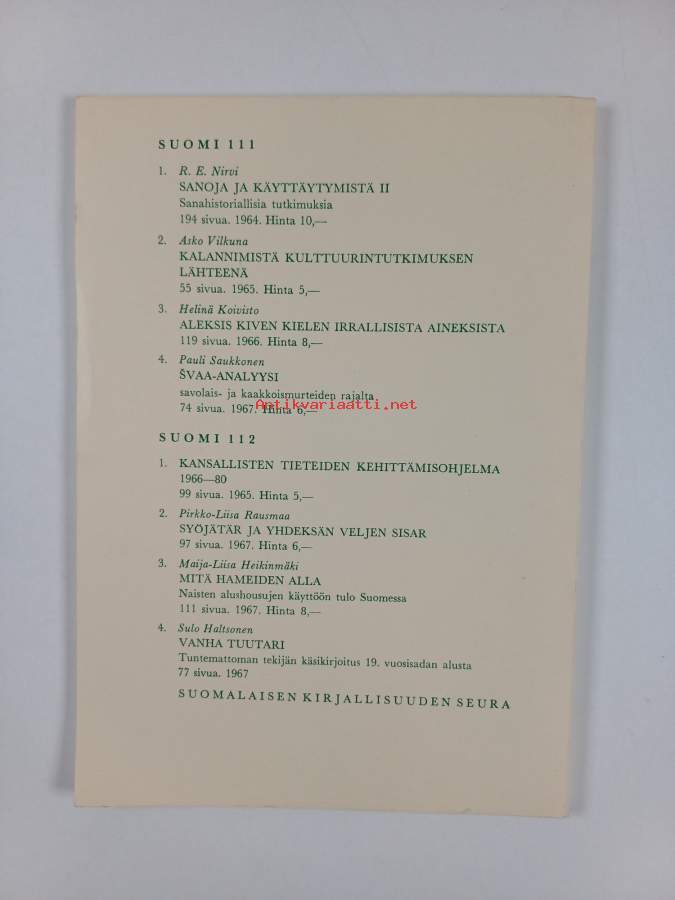 SUOMI 111
1. R. E. Nirvi
SANOJA JA KÄYTTÄYTYMISTÄ II
Sanahistoriallisia tutkimuksia
194 sivua. 1964. Hinta 10,—
2. Asko Vilkuna
KALANNIMISTÄ KULTTUURINTUTKIMUKSEN
LÄHTEENÄ
55 sivua. 1965. Hinta 5,—
3. Helinä Koivisto
ALEKSIS KIVEN KIELEN IRRALLISISTA AINEKSISTA
119 sivua. 1966. Hinta 8,—
4. Pauli Saukkonen
ŠVAA-ANALYYSI
savolais- ja kaakkoismurteiden rajalta
Antikvariaatti.net
74 sivua. 1967. Hinta 6,—
SUOMI 112
1. KANSALLISTEN TIETEIDEN KEHITTÄMISOHJELMA
1966—80
99 sivua. 1965. Hinta 5,—
2. Pirkko-Liisa Rausmaa
SYÖJÄTÄR JA YHDEKSÄN VELJEN SISAR
97 sivua. 1967. Hinta 6,—
3. Maija-Liisa Heikinmäki
MITÄ HAMEIDEN ALLA
Naisten alushousujen käyttöön tulo Suomessa
111 sivua. 1967. Hinta 8,—
4. Sulo Haltsonen
VANHA TUUTARI
Tuntemattoman tekijän käsikirjoitus 19. vuosisadan alusta
77 sivua. 1967
SUOMALAISEN KIRJALLISUUDEN SEURA